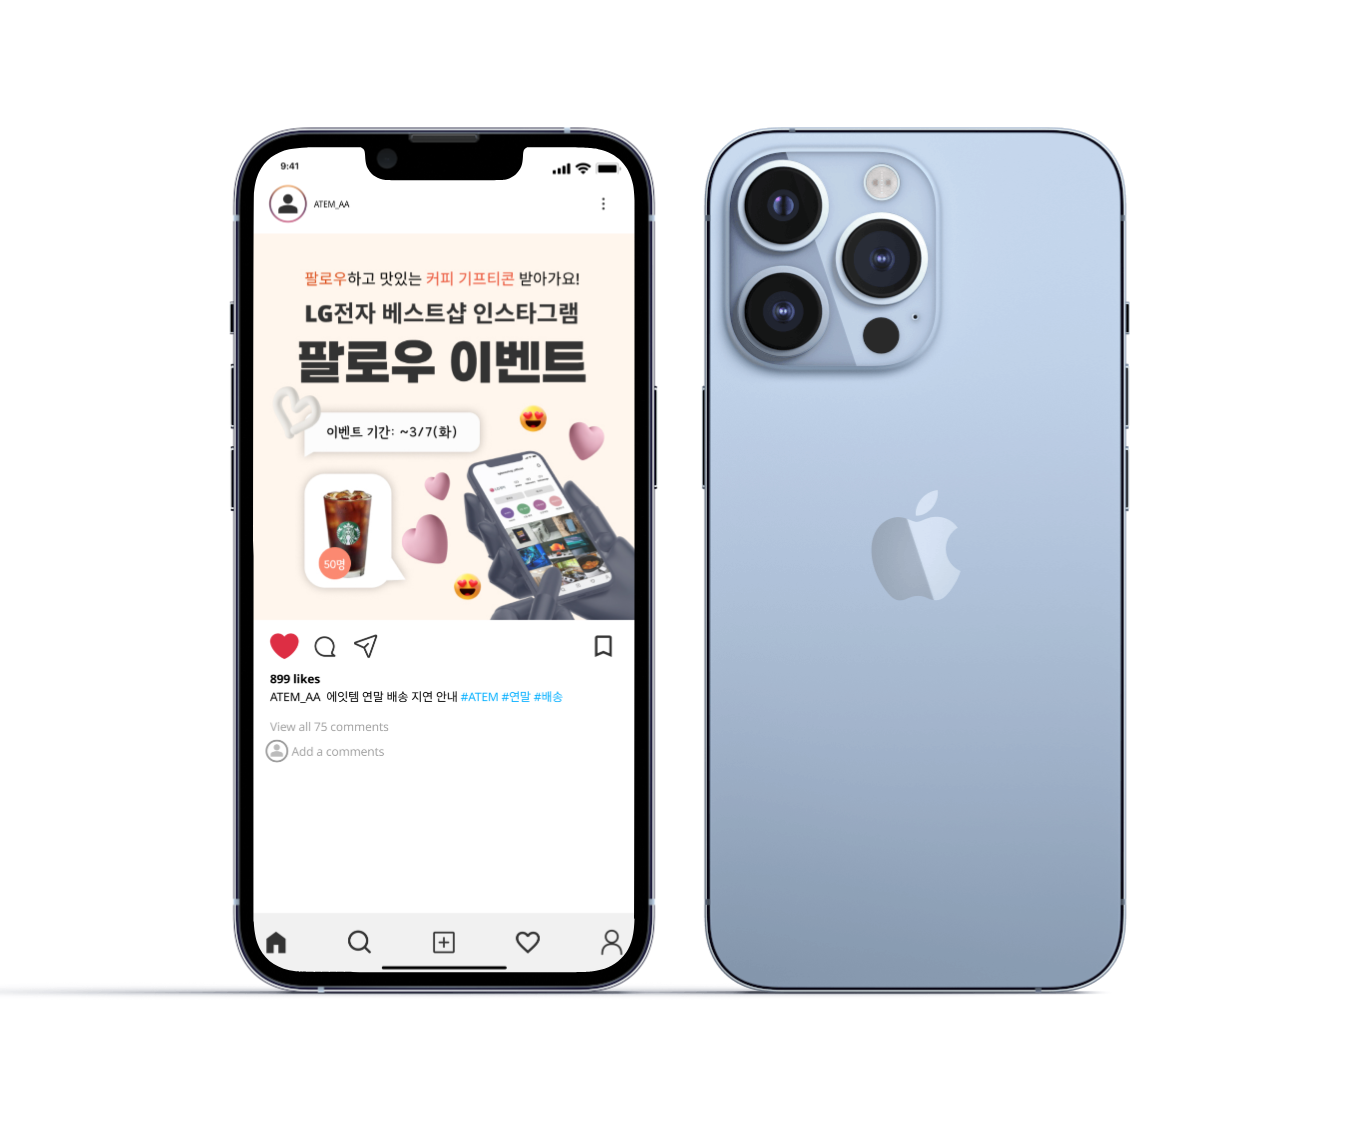 9:41
ATEM_AA
팔로우하고 맛있는 커피 기프티콘 받아가요!
LG전자 베스트샵 인스타그램
팔로우 이벤트
이벤트 기간: ~3/7(화)
50명
899 likes
ATEM_AA 에잇템 연말 배송 지연 안내 #ATEM #연말 #배송
View all 75 comments
Add a comments